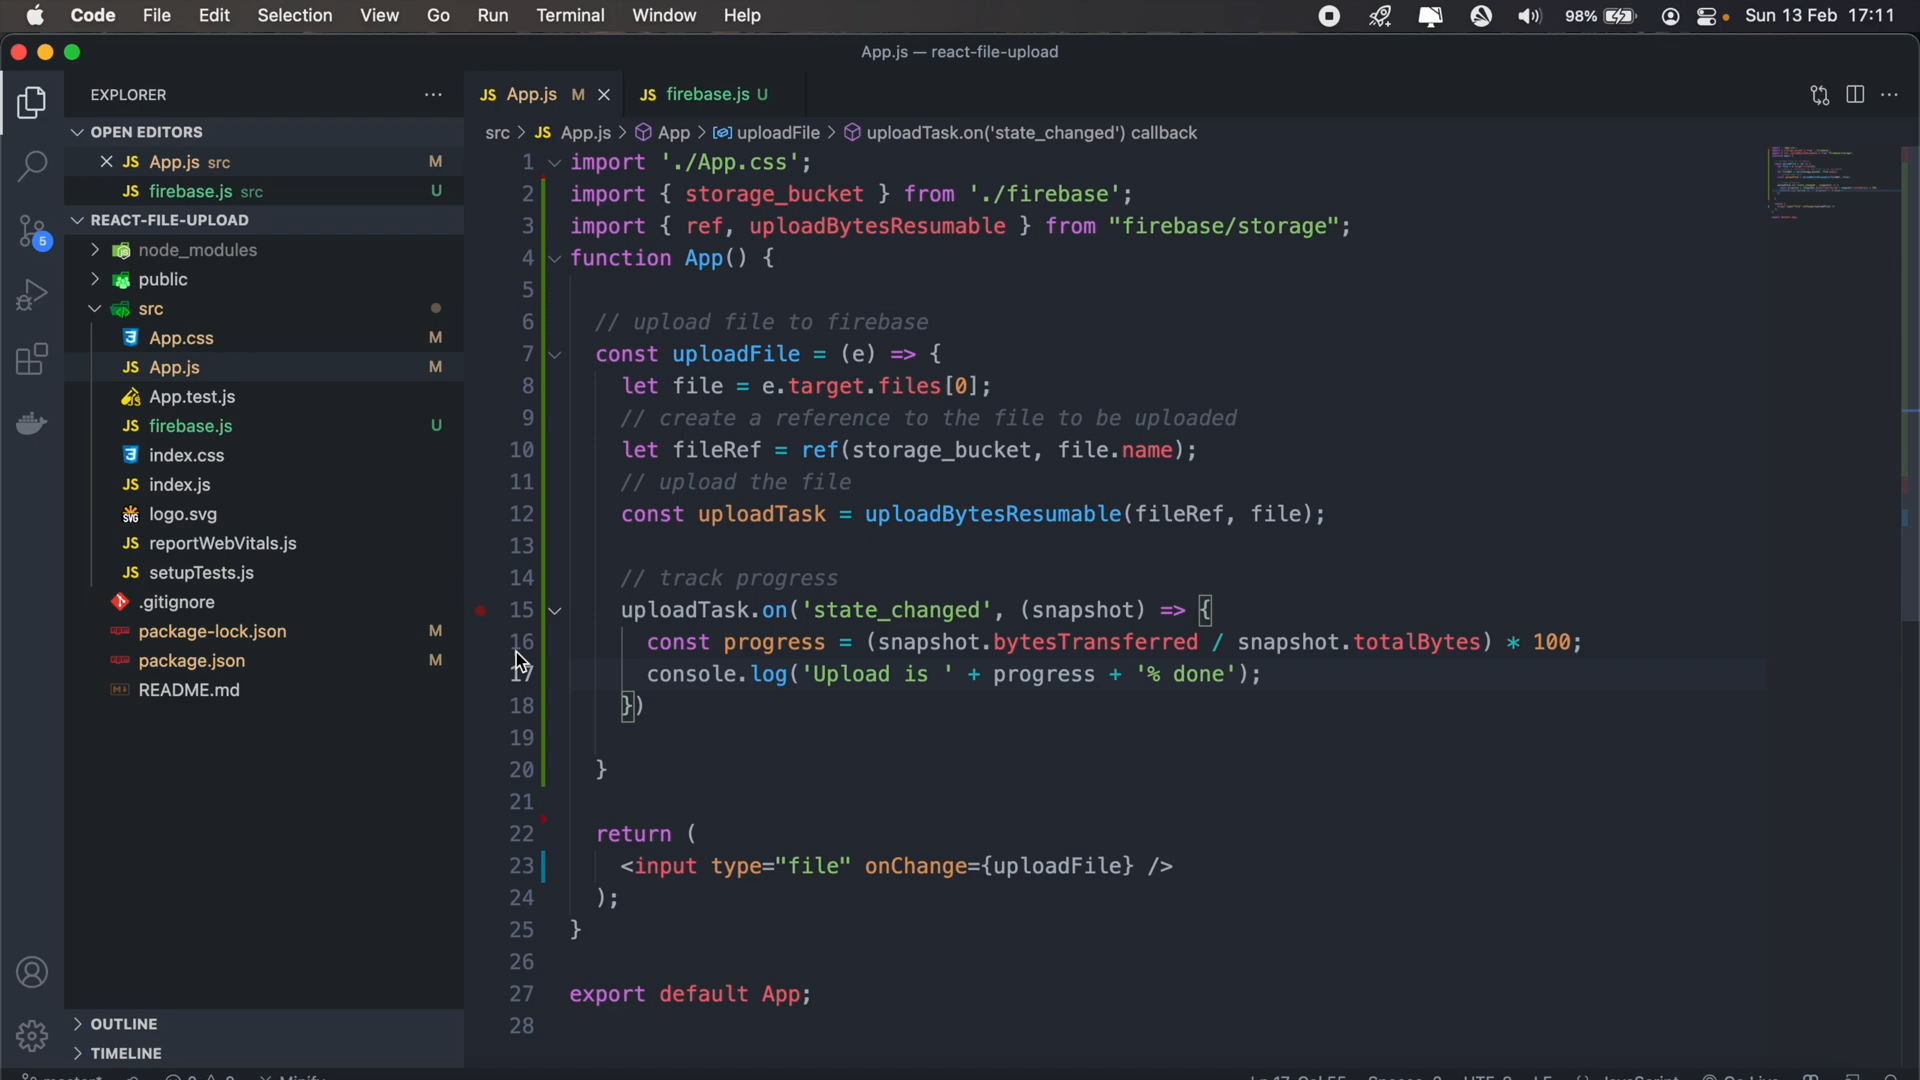 Code File Edit Selection View Go Run Terminal Window Help 98% Sun 13 Feb 17:11
App.js — react-file-upload
EXPLORER
JS App.js M
JS firebase.js U
OPEN EDITORS
src > JS App.js > App > uploadFile > uploadTask.on('state_changed') callback
JS App.js src M
JS firebase.js src U
REACT-FILE-UPLOAD
5
node_modules
public
src
App.css M
JS App.js M
App.test.js
JS firebase.js U
index.css
JS index.js
SVG logo.svg
JS reportWebVitals.js
JS setupTests.js
.gitignore
package-lock.json M
package.json M
README.md
OUTLINE
TIMELINE
1 import './App.css';
2 import { storage_bucket } from './firebase';
3 import { ref, uploadBytesResumable } from "firebase/storage";
4 function App() {
5
6 // upload file to firebase
7 const uploadFile = (e) => {
8 let file = e.target.files[0];
9 // create a reference to the file to be uploaded
10 let fileRef = ref(storage_bucket, file.name);
11 // upload the file
12 const uploadTask = uploadBytesResumable(fileRef, file);
13
14 // track progress
15 uploadTask.on('state_changed', (snapshot) => {
16 const progress = (snapshot.bytesTransferred / snapshot.totalBytes) * 100;
17 console.log('Upload is ' + progress + '% done');
18 })
19
20 }
21
22 return (
23 <input type="file" onChange={uploadFile} />
24 );
25 }
26
27 export default App;
28